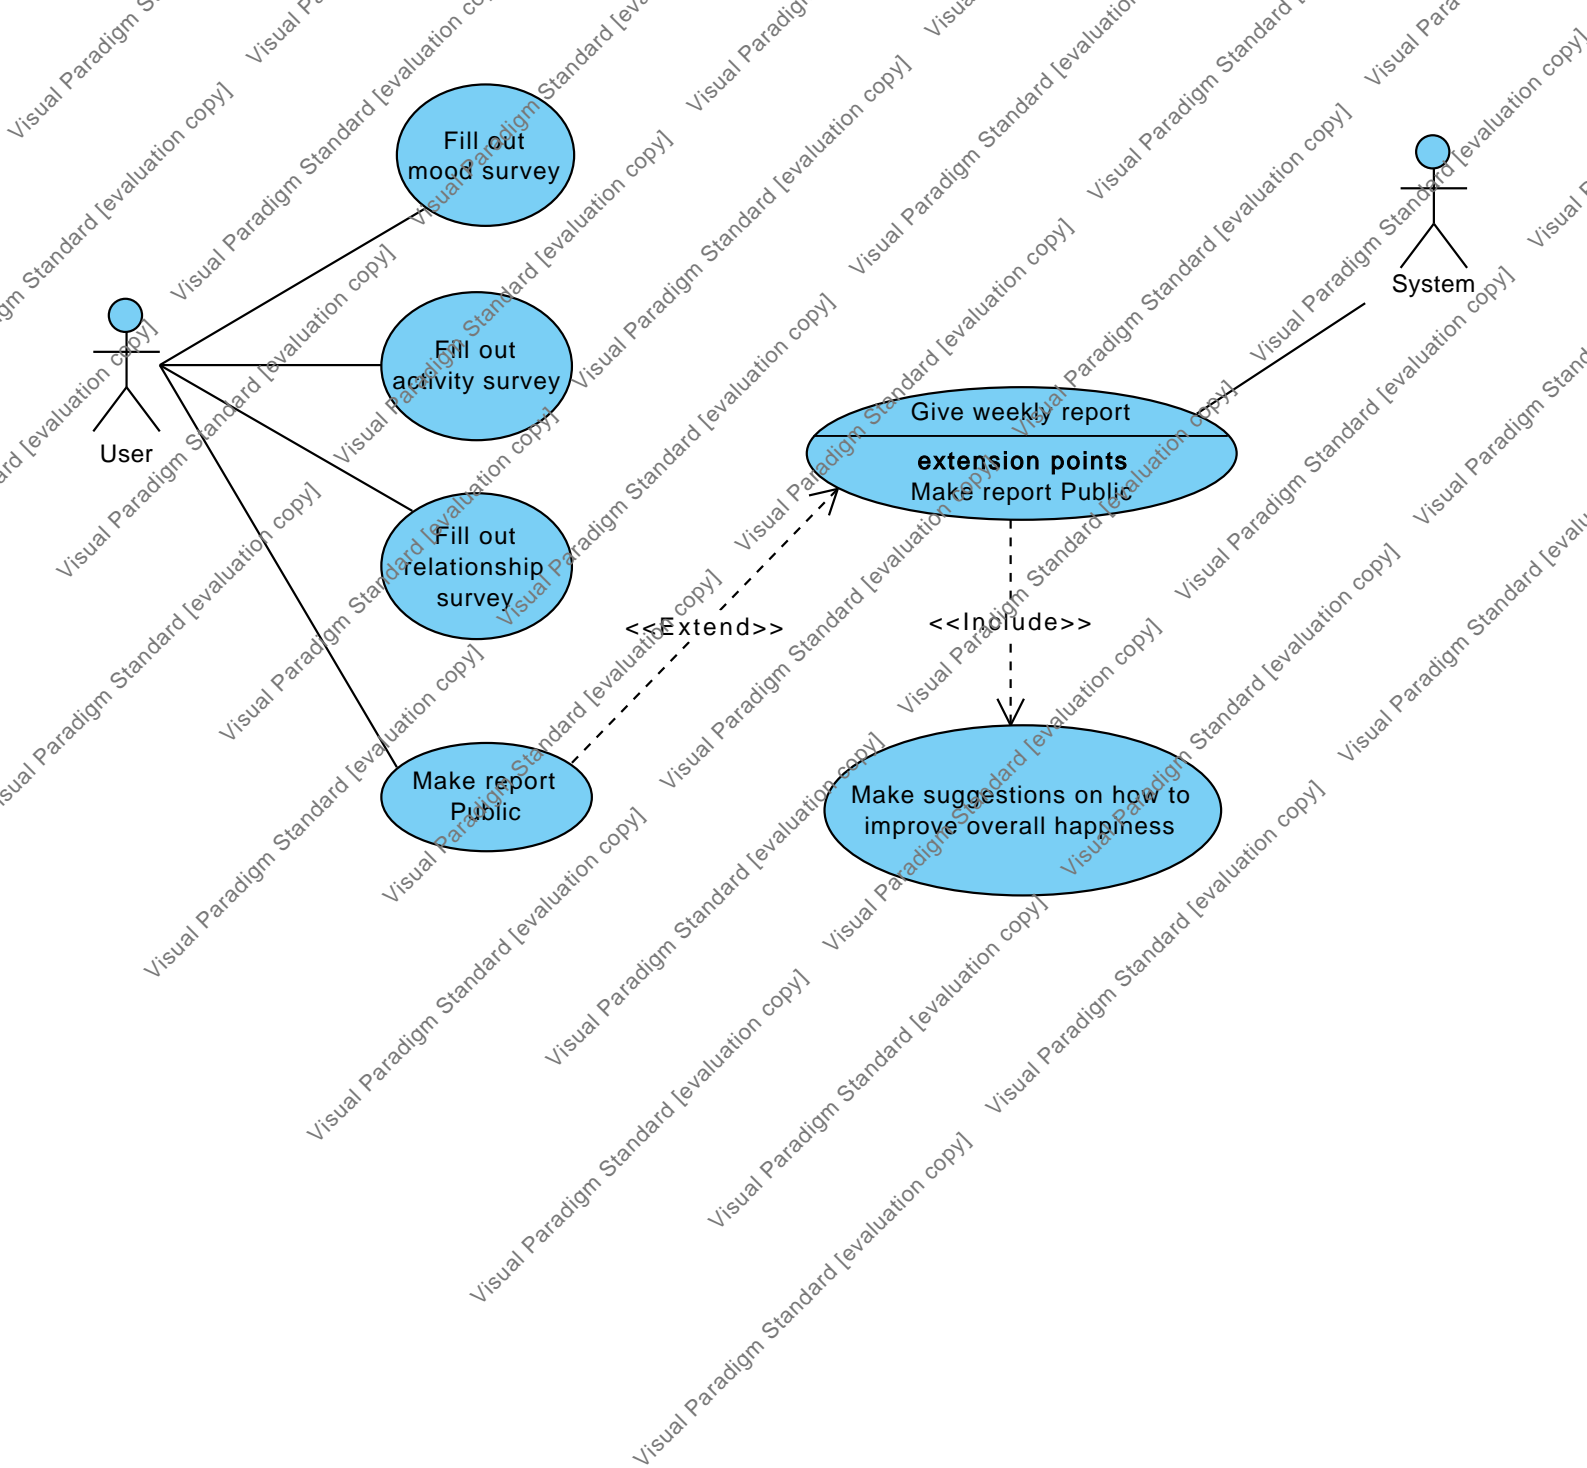 Fill out
mood survey
System
Fill out
activity survey
User
Give weekly report
extension points
Make report Public
Fill out
relationship
survey
<<Extend>>
<<Include>>
Make report
Public
Make suggestions on how to
improve overall happiness
Visual Paradigm Standard [evaluation copy]